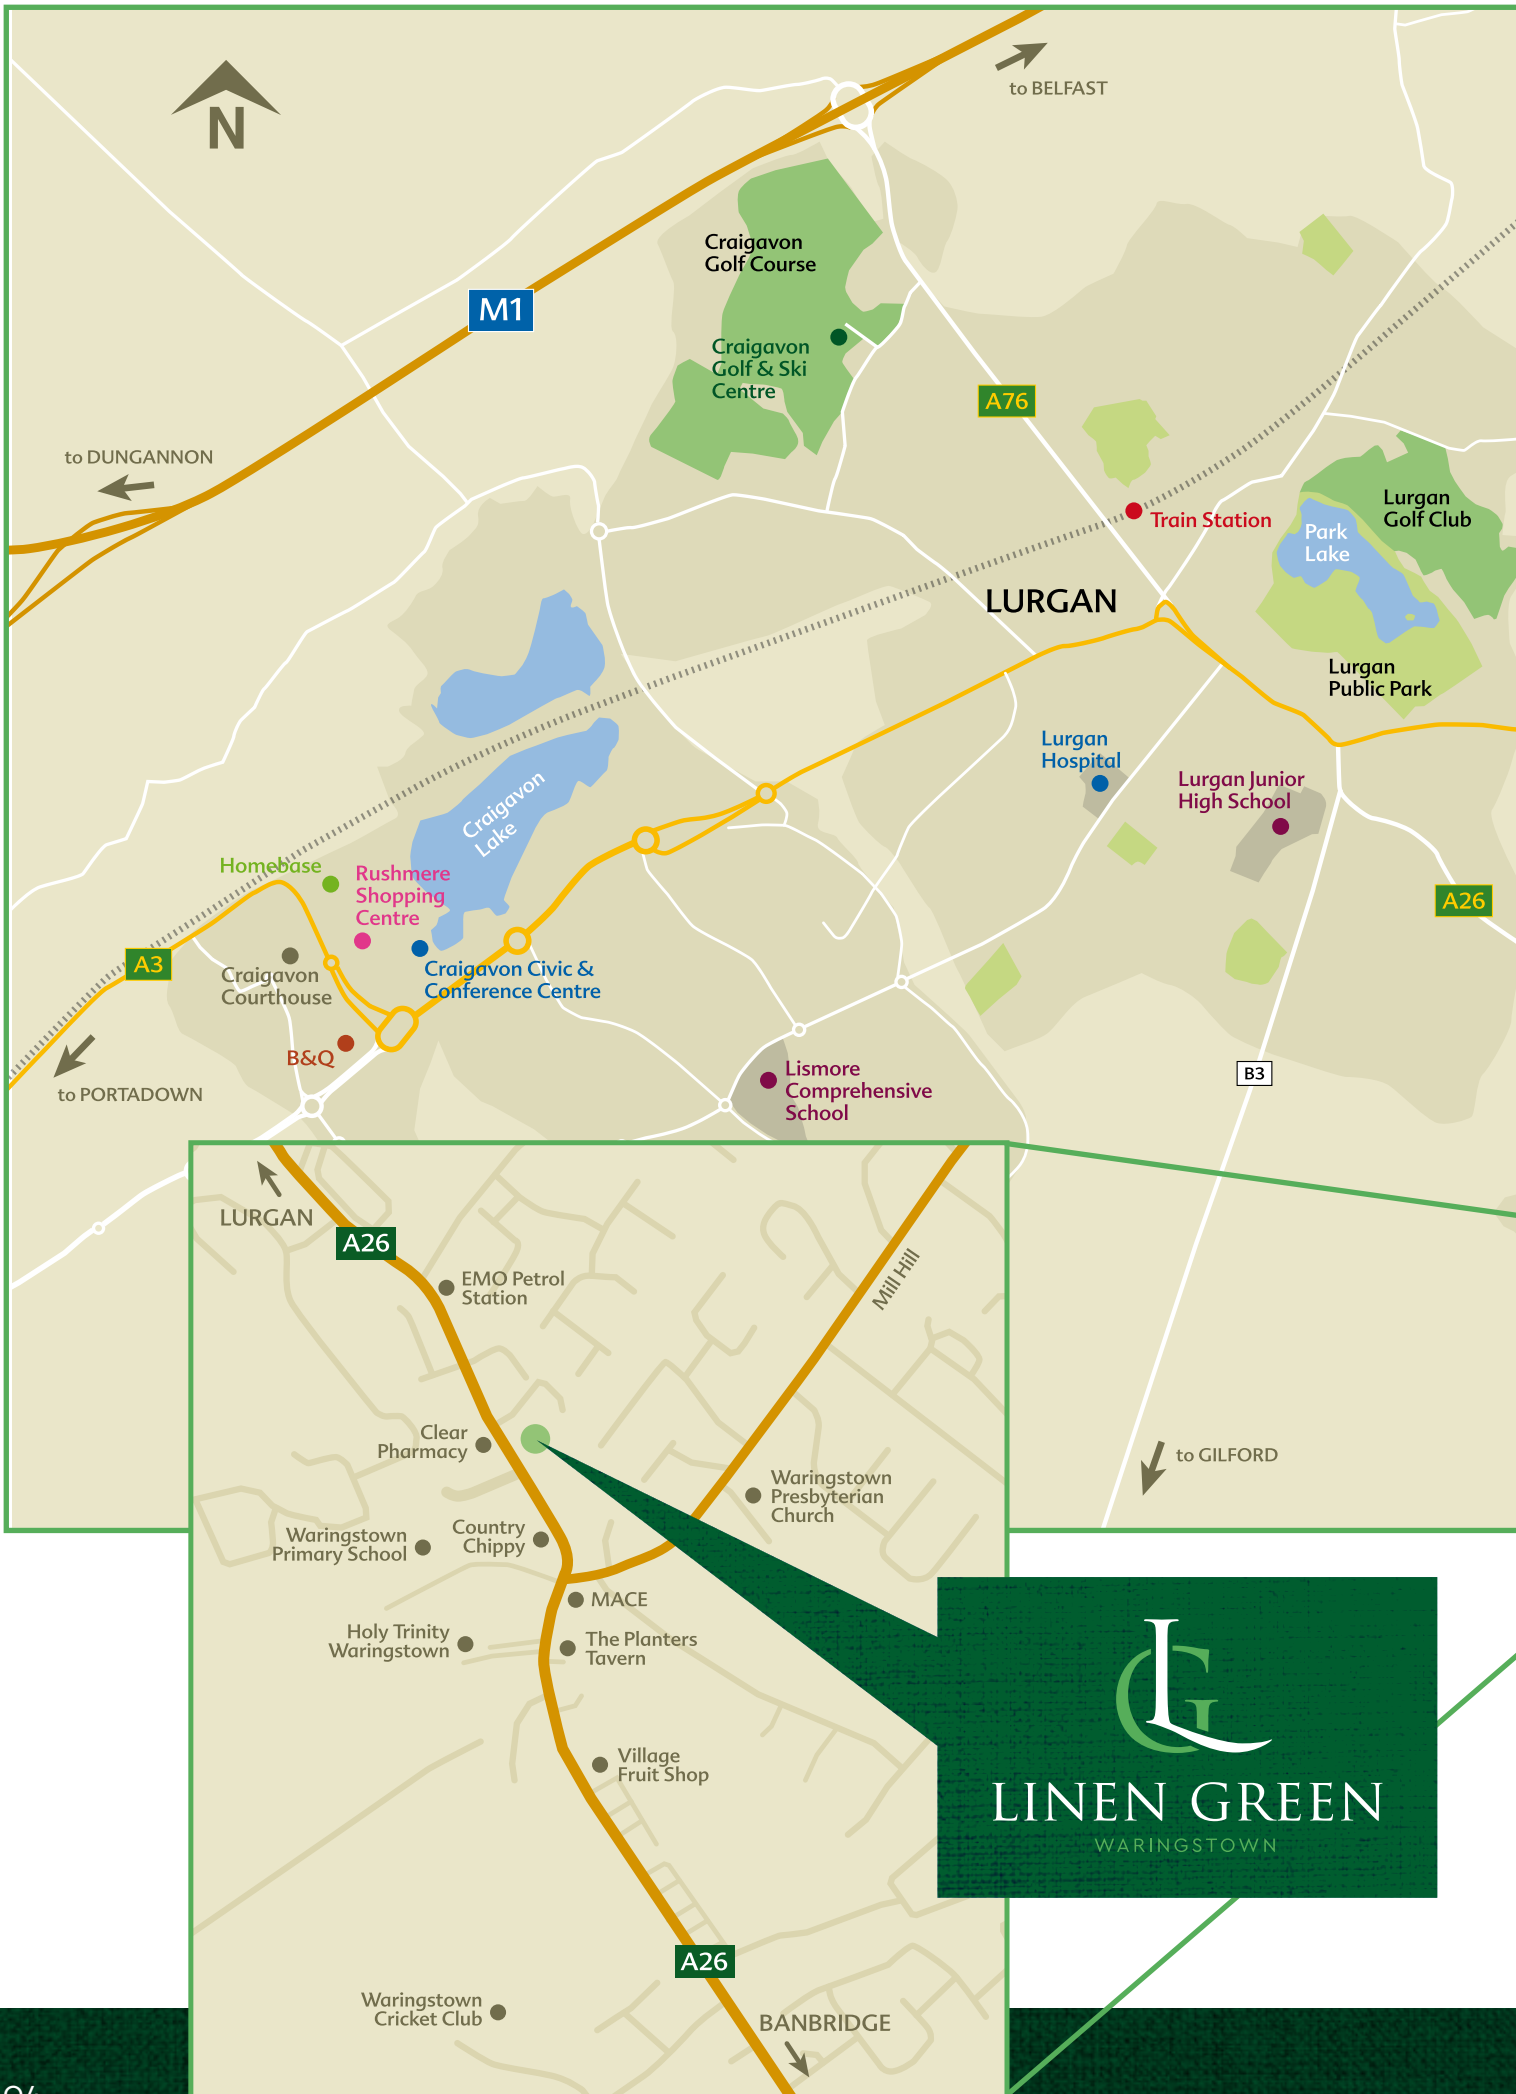 N
to BELFAST
Craigavon
Golf Course
M1
Craigavon
Golf & Ski
Centre
A76
to DUNGANNON
Train Station
Lurgan
Golf Club
Park
Lake
LURGAN
Lurgan
Public Park
Lurgan
Hospital
Lurgan Junior
High School
Craigavon
Lake
Homebase
Rushmere
Shopping
Centre
A26
A3
Craigavon
Courthouse
Craigavon Civic &
Conference Centre
B&Q
to PORTADOWN
Lismore
Comprehensive
School
B3
LURGAN
A26
EMO Petrol
Station
Mill Hill
Clear
Pharmacy
to GILFORD
Waringstown
Presbyterian
Church
Waringstown
Primary School
Country
Chippy
MACE
Holy Trinity
Waringstown
The Planters
Tavern
LG
Village
Fruit Shop
LINEN GREEN
WARINGSTOWN
A26
Waringstown
Cricket Club
BANBRIDGE